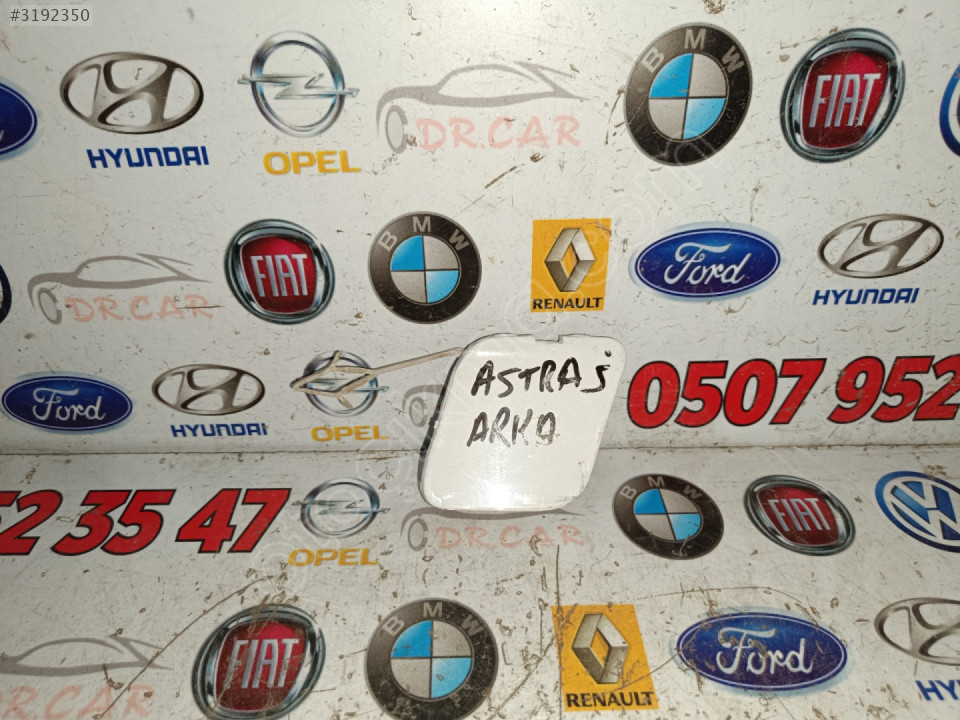 #3192350
BMW
FIAT
HYUNDAI
OPEL
DR.CAR
FIAT
BMW
RENAULT
Ford
HYUNDAI
DR.CAR
ASTRA J
ARKA
0507 952
Ford
HYUNDAI
OPEL
52 35 47
OPEL
DR.CAR
BMW
FIAT
FIAT
BMW
RENAULT
Ford
HY